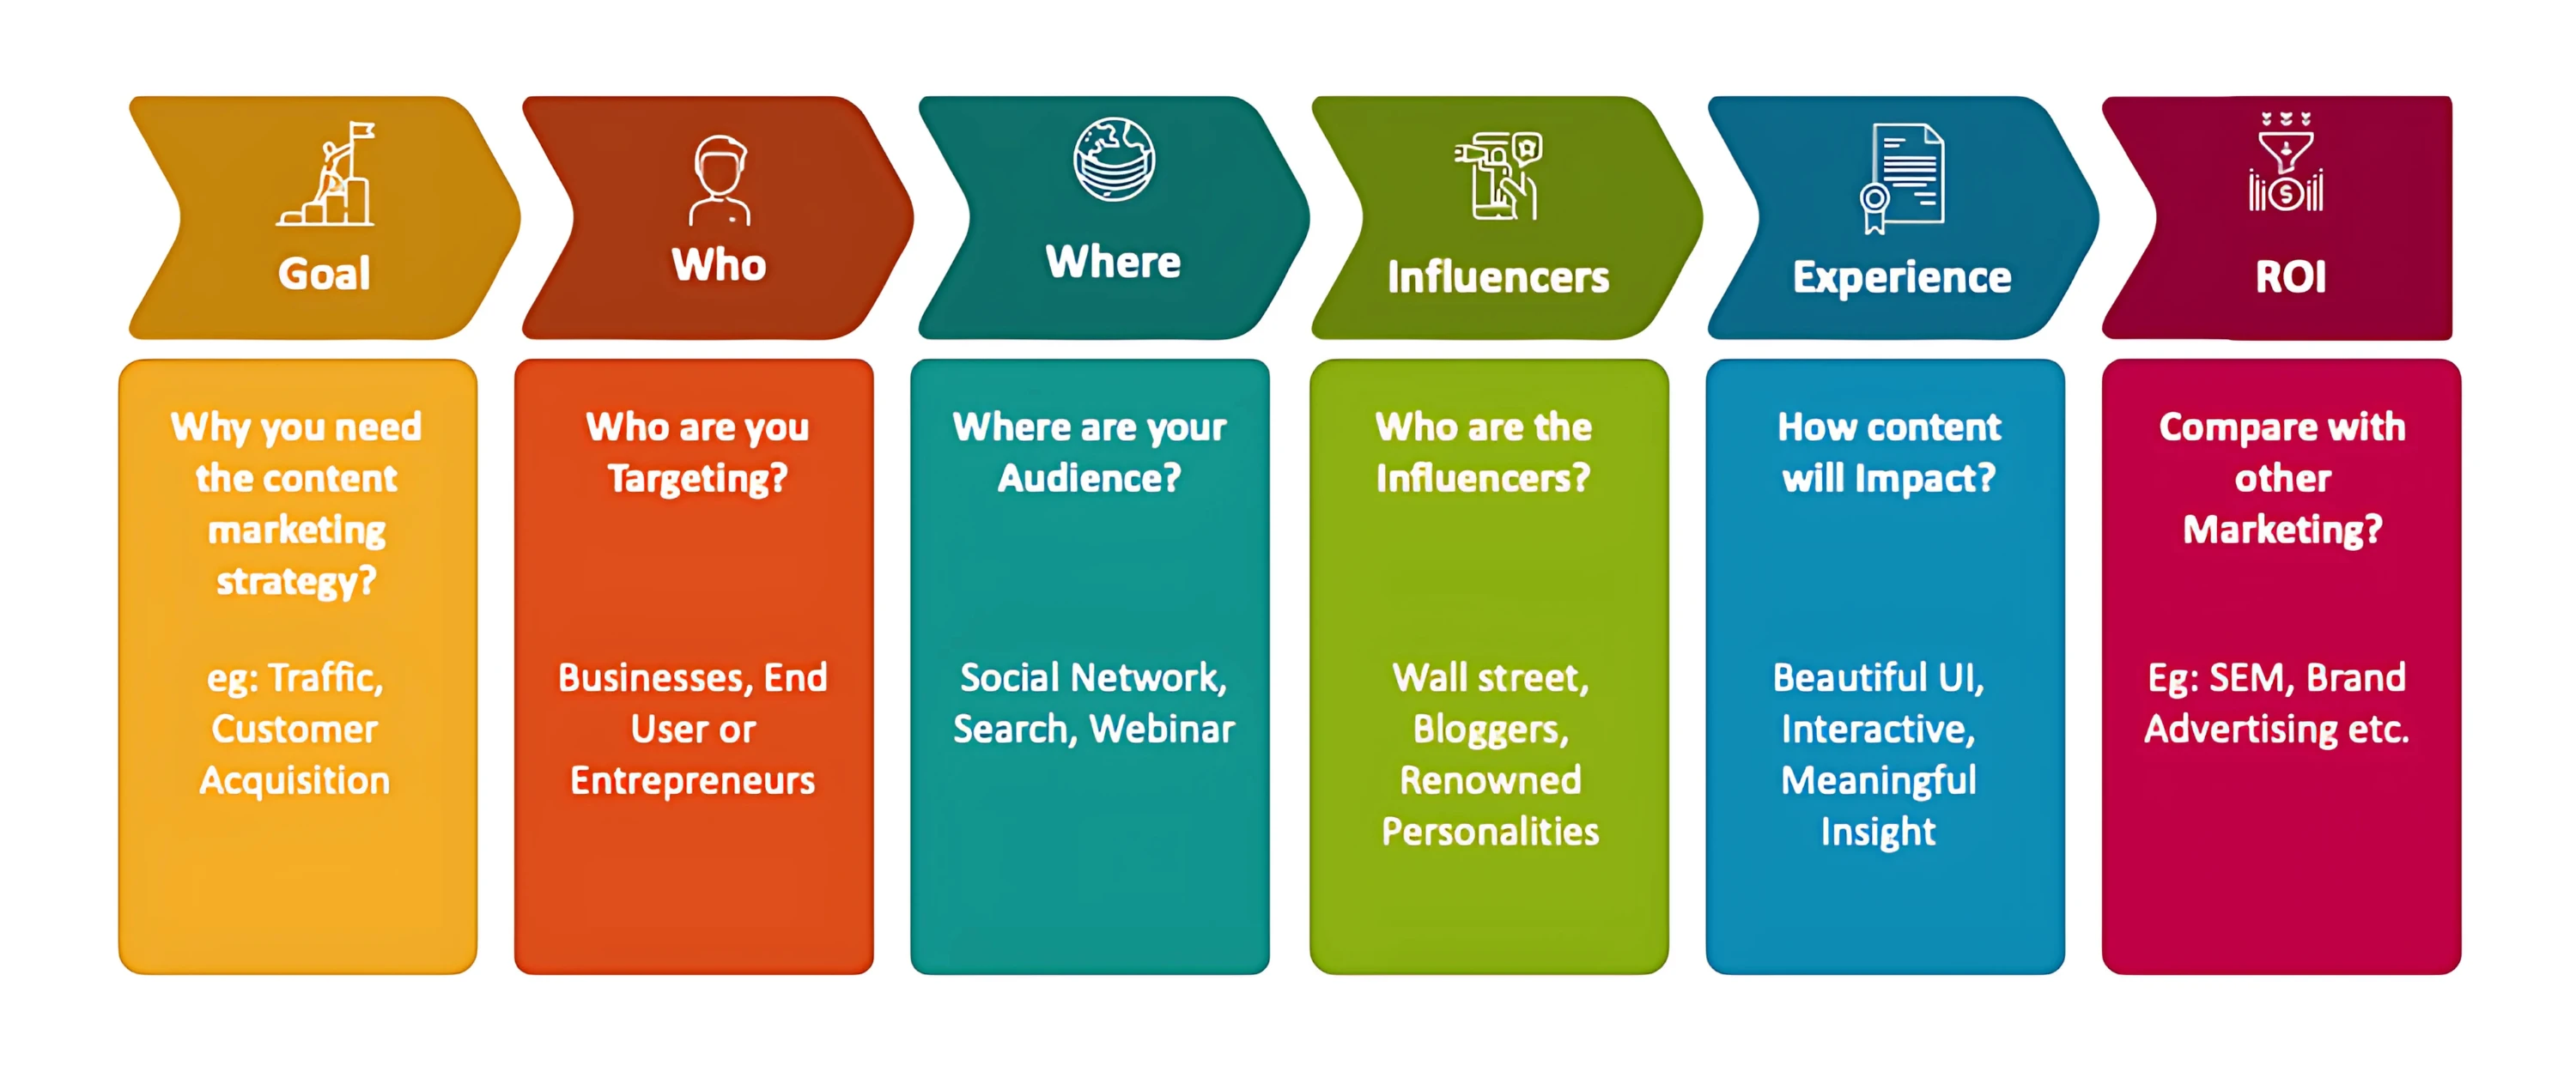 Goal
Who
Where
Influencers
Experience
ROI
Why you need
the content
marketing
strategy?
eg: Traffic,
Customer
Acquisition
Who are you
Targeting?
Businesses, End
User or
Entrepreneurs
Where are your
Audience?
Social Network,
Search, Webinar
Who are the
Influencers?
Wall street,
Bloggers,
Renowned
Personalities
How content
will Impact?
Beautiful UI,
Interactive,
Meaningful
Insight
Compare with
other
Marketing?
Eg: SEM, Brand
Advertising etc.